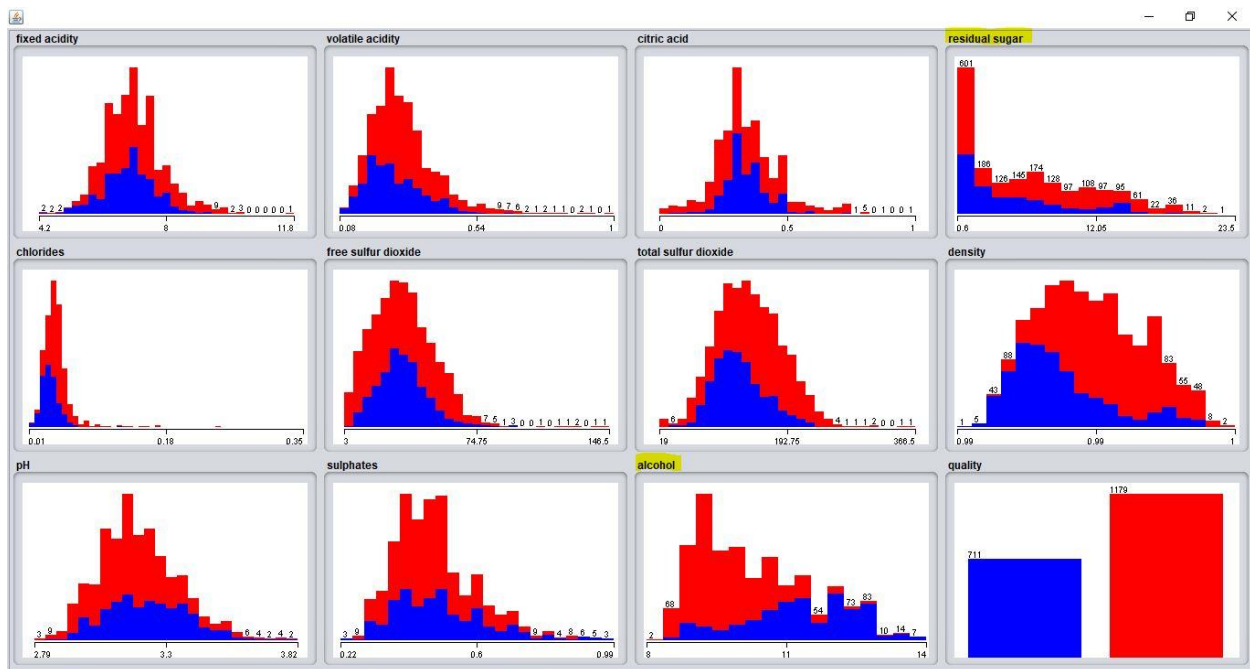 fixed acidity
2 2 2 9 2 3 0 0 0 0 0 1
4.2 8 11.8
volatile acidity
9 7 6 2 1 2 1 1 0 2 1 0 1
0.08 0.54 1
citric acid
1 5 0 1 0 0 1
0 0.5 1
residual sugar
601 186 126 145 174 128 97 108 97 95 61 22 36 11 2 1
0.6 12.05 23.5
chlorides
0.01 0.18 0.35
free sulfur dioxide
7 5 1 3 0 0 1 0 1 1 2 0 1 1
3 74.75 146.5
total sulfur dioxide
6 4 1 1 1 2 0 0 1 1
19 192.75 366.5
density
1 5 43 88 83 55 48 8 2
0.99 0.99 1
pH
3 9 6 4 2 4 2
2.79 3.3 3.82
sulphates
3 9 9 4 8 6 5 3
0.22 0.6 0.99
alcohol
2 68 54 73 83 10 14 7
8 11 14
quality
711 1179